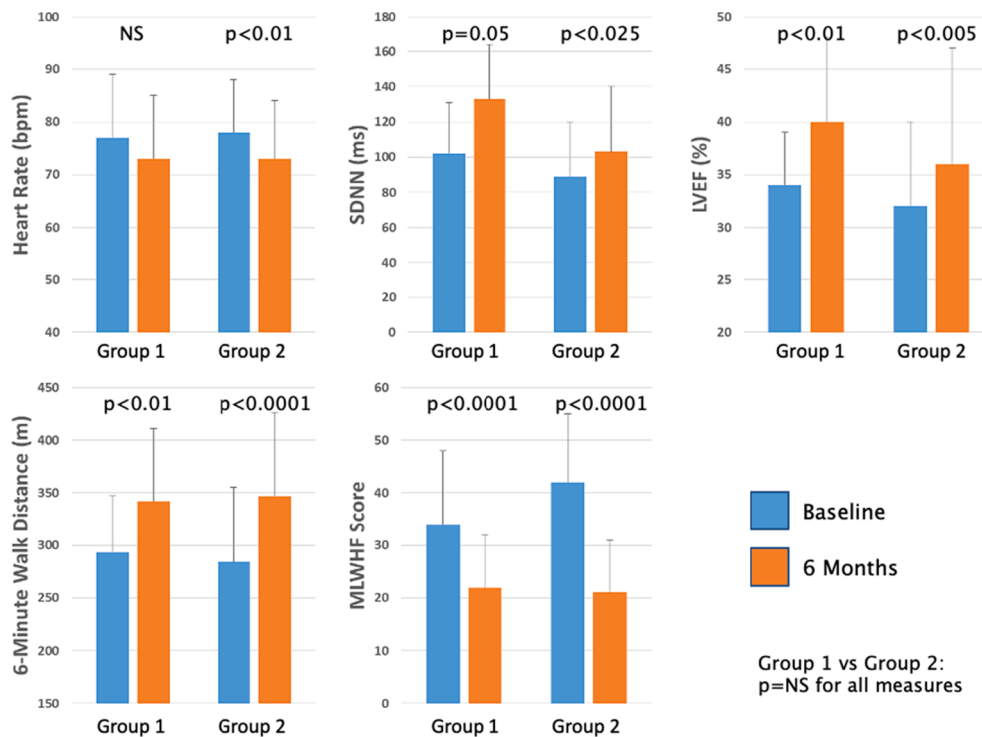 NS p<0.01
Heart Rate (bpm)
100
90
80
70
60
50
40
Group 1 Group 2
p=0.05 p<0.025
SDNN (ms)
180
160
140
120
100
80
60
40
20
0
Group 1 Group 2
p<0.01 p<0.005
LVEF (%)
50
45
40
35
30
25
20
Group 1 Group 2
p<0.01 p<0.0001
6-Minute Walk Distance (m)
450
400
350
300
250
200
150
Group 1 Group 2
p<0.0001 p<0.0001
MLWHF Score
60
50
40
30
20
10
0
Group 1 Group 2
Baseline
6 Months
Group 1 vs Group 2:
p=NS for all measures